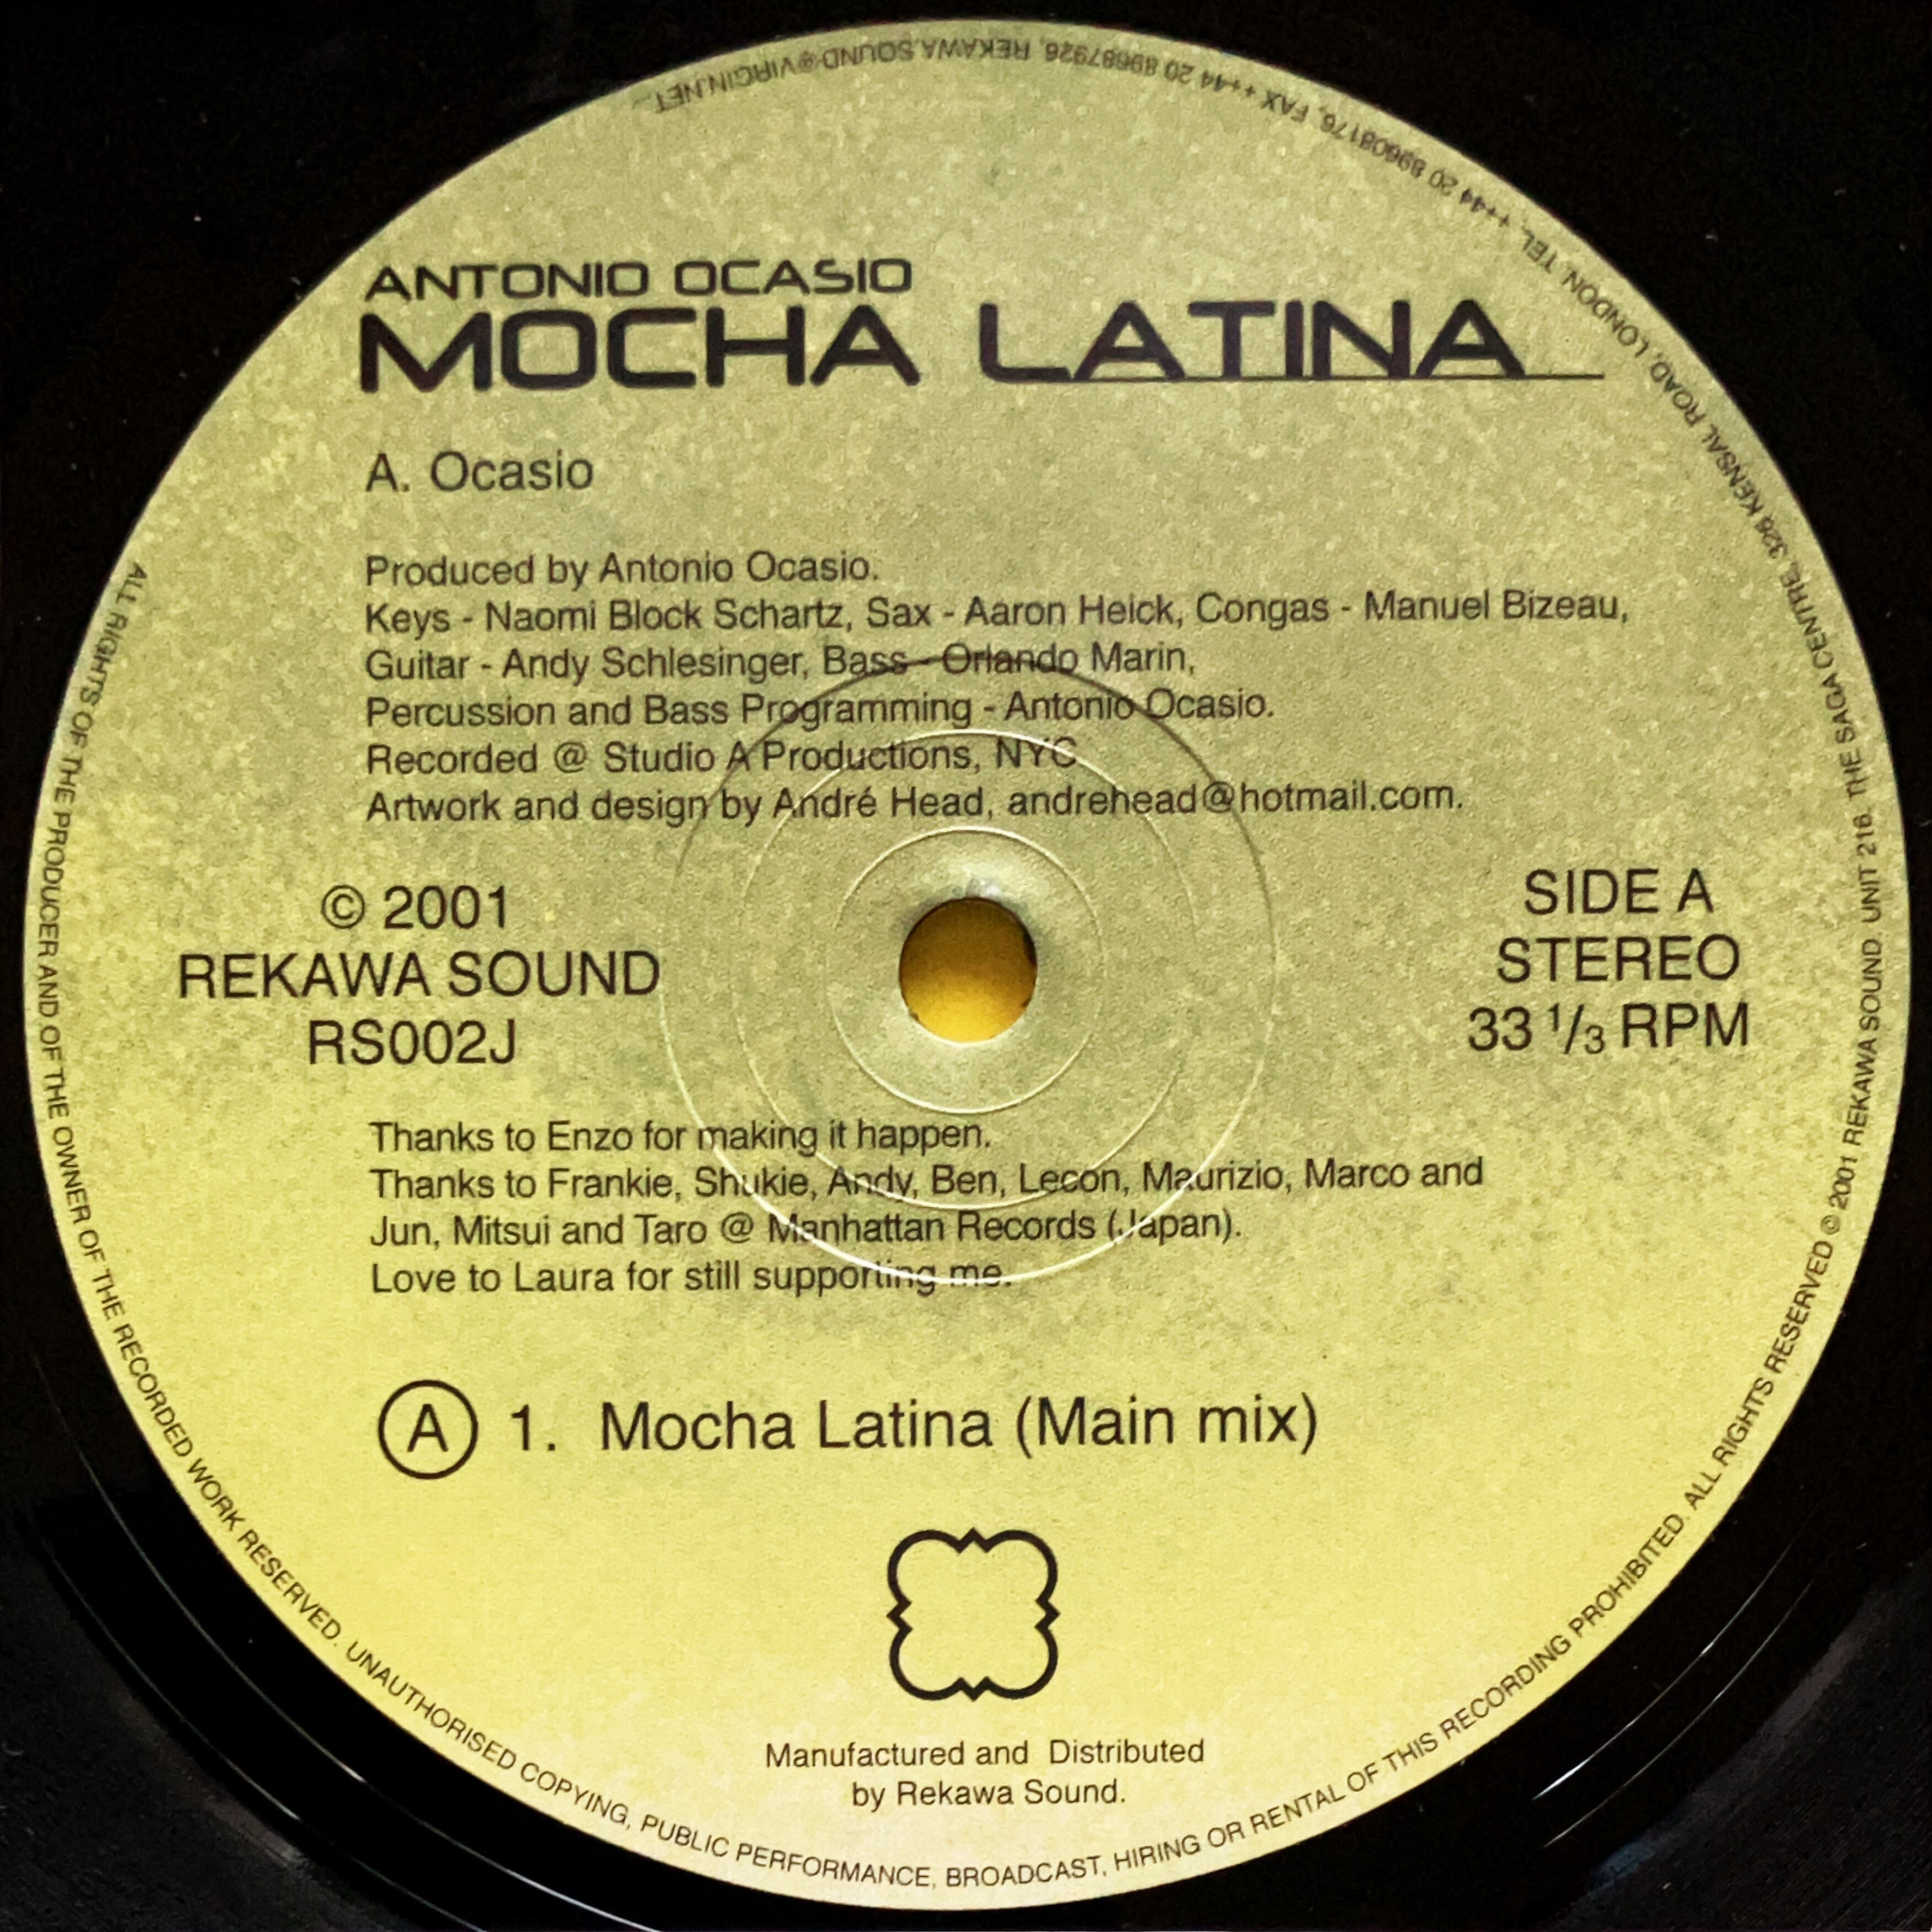 ANTONIO OCASIO
MOCHA LATINA
A. Ocasio
Produced by Antonio Ocasio.
Keys - Naomi Block Schartz, Sax - Aaron Heick, Congas - Manuel Bizeau,
Guitar - Andy Schlesinger, Bass - Orlando Marin,
Percussion and Bass Programming - Antonio Ocasio.
Recorded @ Studio A Productions, NYC
Artwork and design by André Head, andrehead@hotmail.com.
© 2001
REKAWA SOUND
RS002J
SIDE A
STEREO
33 1/3 RPM
Thanks to Enzo for making it happen.
Thanks to Frankie, Shukie, Andy, Ben, Lecon, Maurizio, Marco and
Jun, Mitsui and Taro @ Manhattan Records (Japan).
Love to Laura for still supporting me.
A 1. Mocha Latina (Main mix)
Manufactured and Distributed
by Rekawa Sound.
ALL RIGHTS OF THE PRODUCER AND OF THE OWNER OF THE RECORDED WORK RESERVED. UNAUTHORISED COPYING, PUBLIC PERFORMANCE, BROADCAST, HIRING OR RENTAL OF THIS RECORDING PROHIBITED. ALL RIGHTS RESERVED © 2001 REKAWA SOUND. UNIT 216. THE SAGA CENTRE, 326 KENSAL ROAD, LONDON. TEL. ++44 20 89608176, FAX ++44 20 89687926, REKAWA.SOUND@VIRGIN.NET